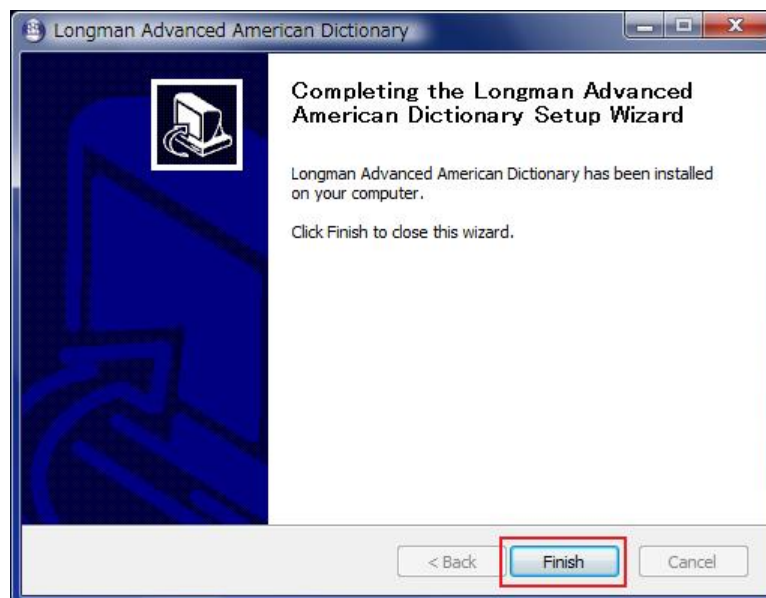 Longman Advanced American Dictionary
Completing the Longman Advanced
American Dictionary Setup Wizard
Longman Advanced American Dictionary has been installed
on your computer.
Click Finish to close this wizard.
< Back Finish Cancel